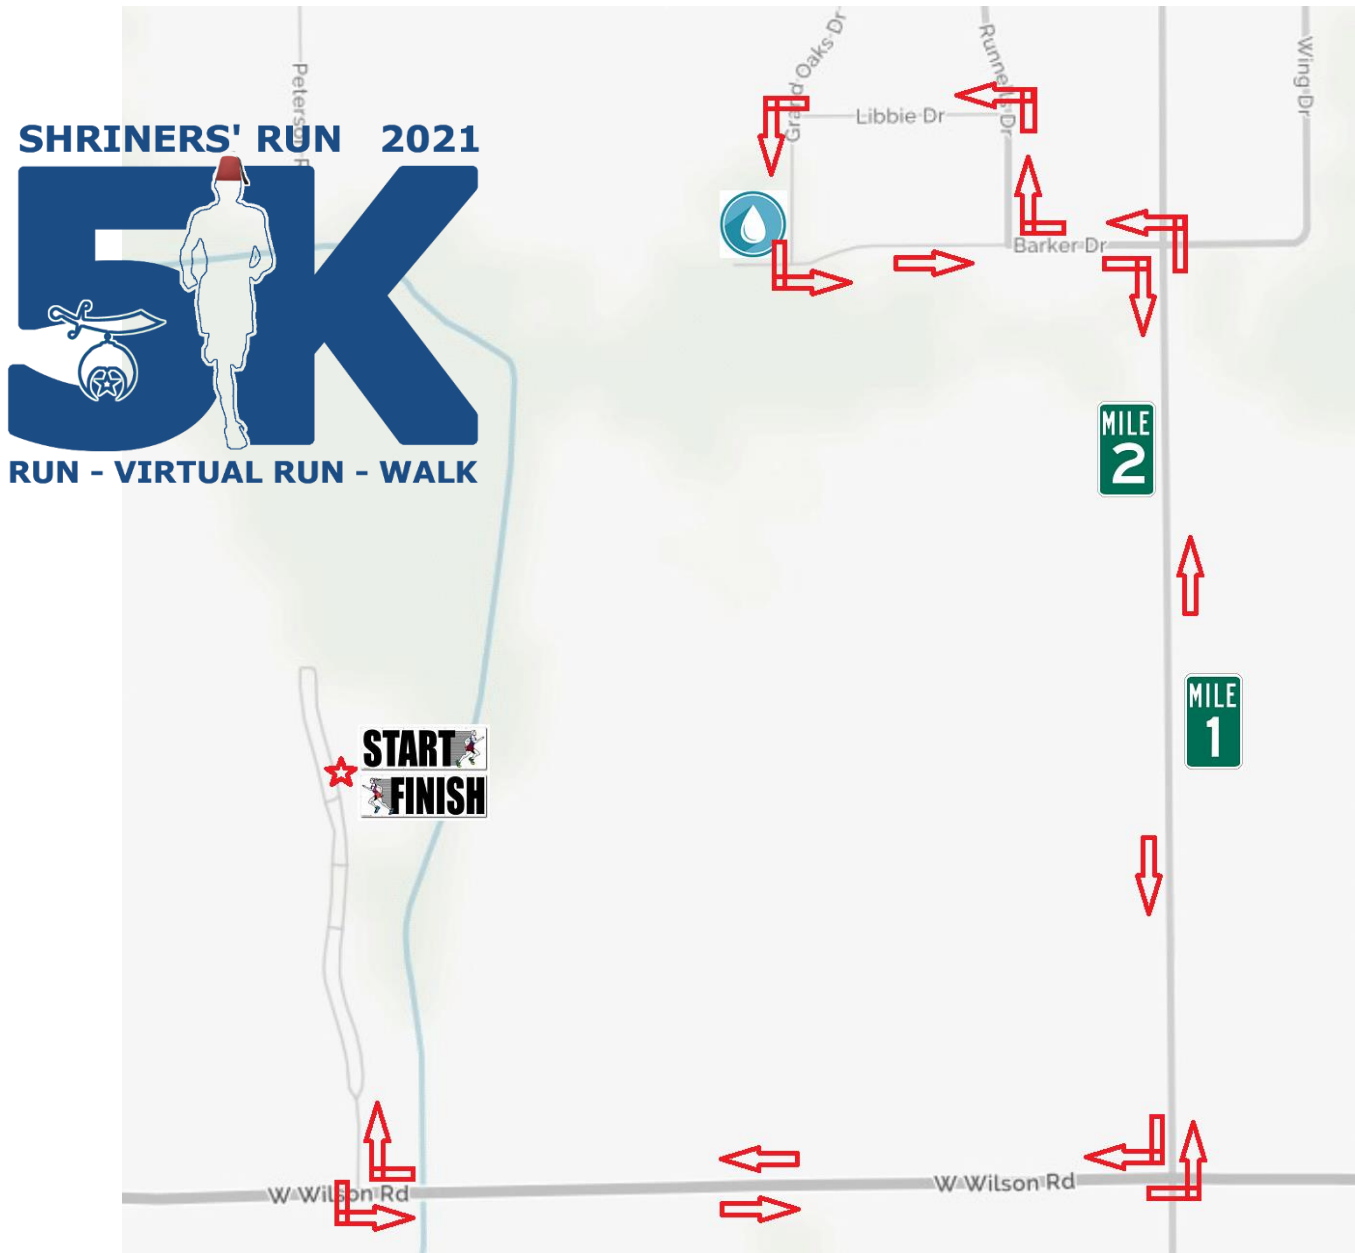 SHRINERS' RUN 2021
5K
RUN - VIRTUAL RUN - WALK
Peterson R
Grand Oaks Dr
Runnells Dr
Wing Dr
Libbie Dr
Barker Dr
MILE
2
MILE
1
START
FINISH
W Wilson Rd
W Wilson Rd